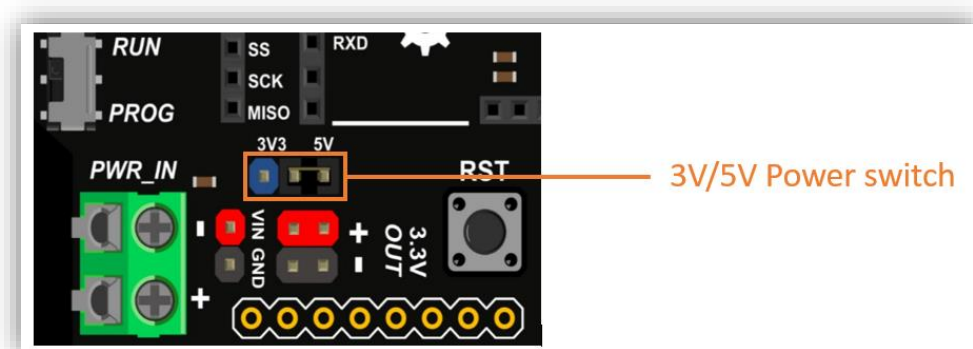 RUN
SS
RXD
SCK
PROG
MISO
3V3
5V
PWR_IN
RST
3V/5V Power switch
-
VIN
+
3.3V
OUT
GND
-
+